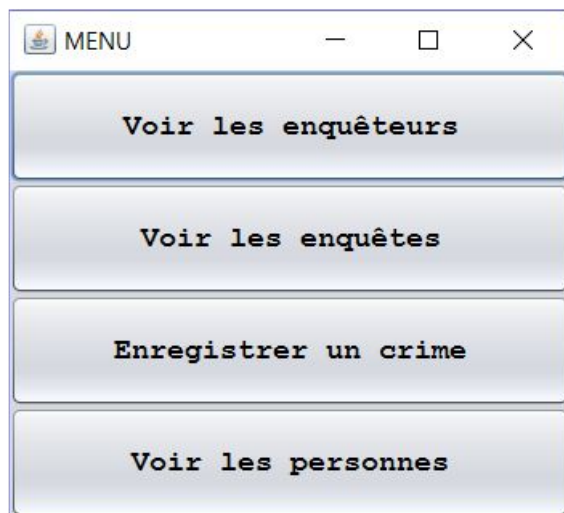 MENU
Voir les enquêteurs
Voir les enquêtes
Enregistrer un crime
Voir les personnes